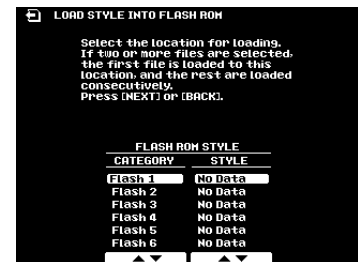 LOAD STYLE INTO FLASH ROM
Select the location for loading.
If two or more files are selected,
the first file is loaded to this
location, and the rest are loaded
consecutively.
Press [NEXT] or [BACK].
FLASH ROM STYLE
CATEGORY STYLE
Flash 1 No Data
Flash 2 No Data
Flash 3 No Data
Flash 4 No Data
Flash 5 No Data
Flash 6 No Data